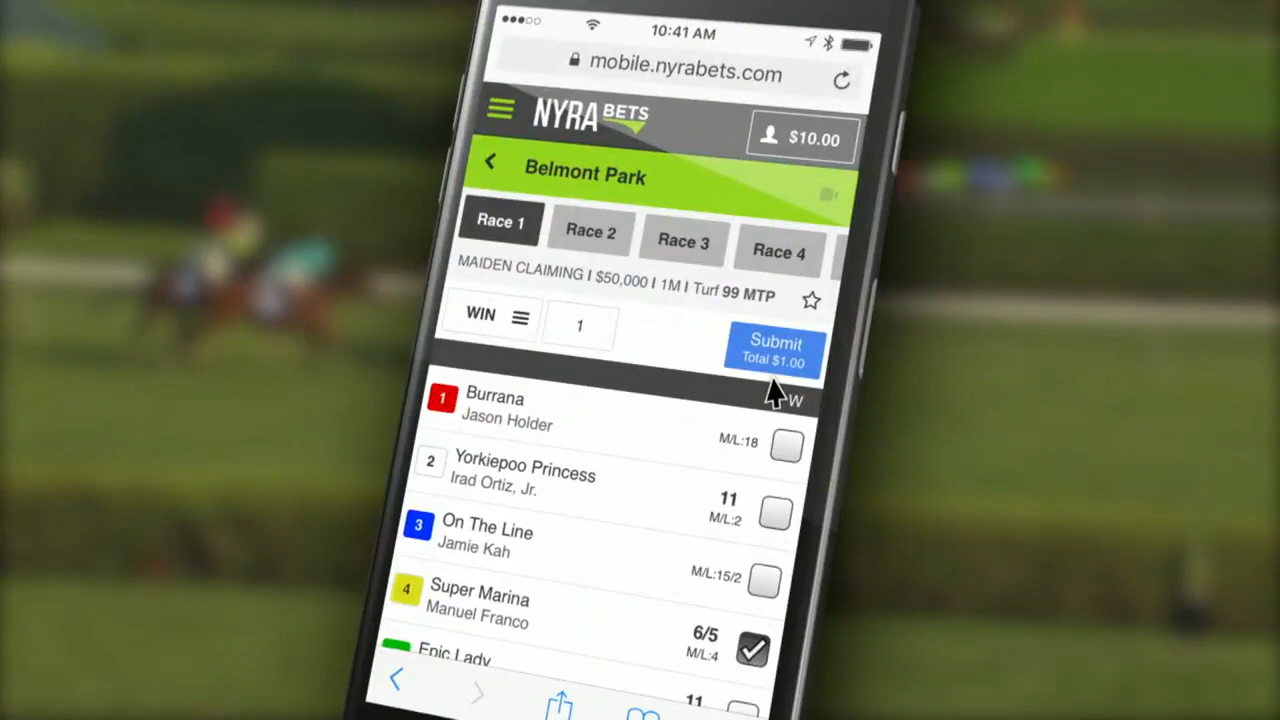 10:41 AM
mobile.nyrabets.com
NYRA BETS
$10.00
Belmont Park
Race 1
Race 2
Race 3
Race 4
MAIDEN CLAIMING I $50,000 I 1M I Turf 99 MTP
WIN
1
Submit
Total $1.00
W
1
Burrana
Jason Holder
M/L:18
2
Yorkiepoo Princess
Irad Ortiz, Jr.
11
M/L:2
3
On The Line
Jamie Kah
M/L:15/2
4
Super Marina
Manuel Franco
6/5
M/L:4
Epic Lady
11